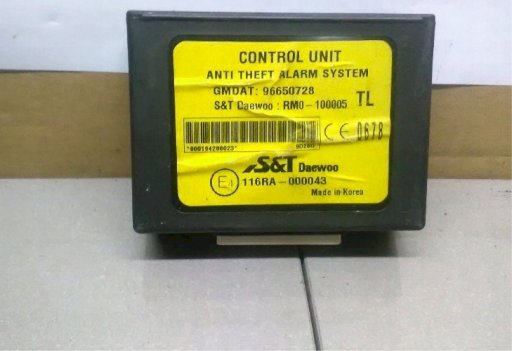 CONTROL UNIT
ANTI THEFT ALARM SYSTEM
GMDAT: 96650728
S&T Daewoo : RM0-100005 TL
CE 0678
S&T Daewoo
E4 116RA-000043
Made in Korea